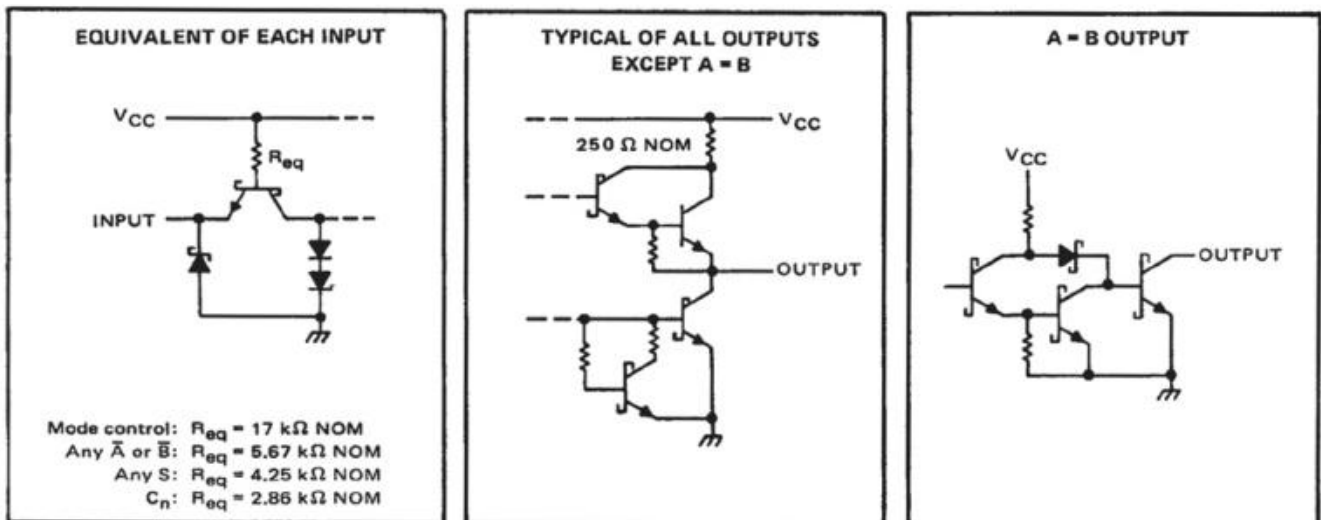 EQUIVALENT OF EACH INPUT
VCC
Req
INPUT
Mode control: Req = 17 kΩ NOM
Any A̅ or B̅: Req = 5.67 kΩ NOM
Any S: Req = 4.25 kΩ NOM
Cn: Req = 2.86 kΩ NOM
TYPICAL OF ALL OUTPUTS
EXCEPT A = B
VCC
250 Ω NOM
OUTPUT
A = B OUTPUT
VCC
OUTPUT